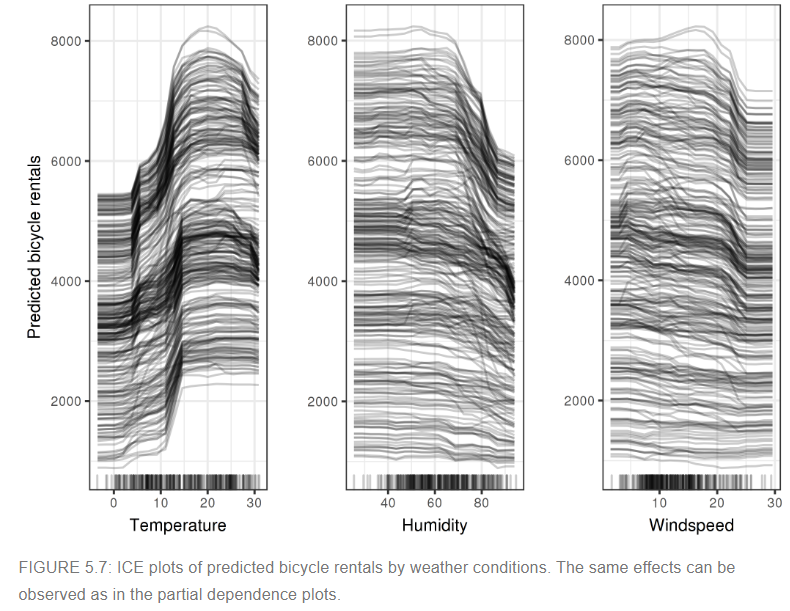 Predicted bicycle rentals
8000
6000
4000
2000
0 10 20 30
Temperature
8000
6000
4000
2000
40 60 80
Humidity
8000
6000
4000
2000
10 20 30
Windspeed
FIGURE 5.7: ICE plots of predicted bicycle rentals by weather conditions. The same effects can be
observed as in the partial dependence plots.